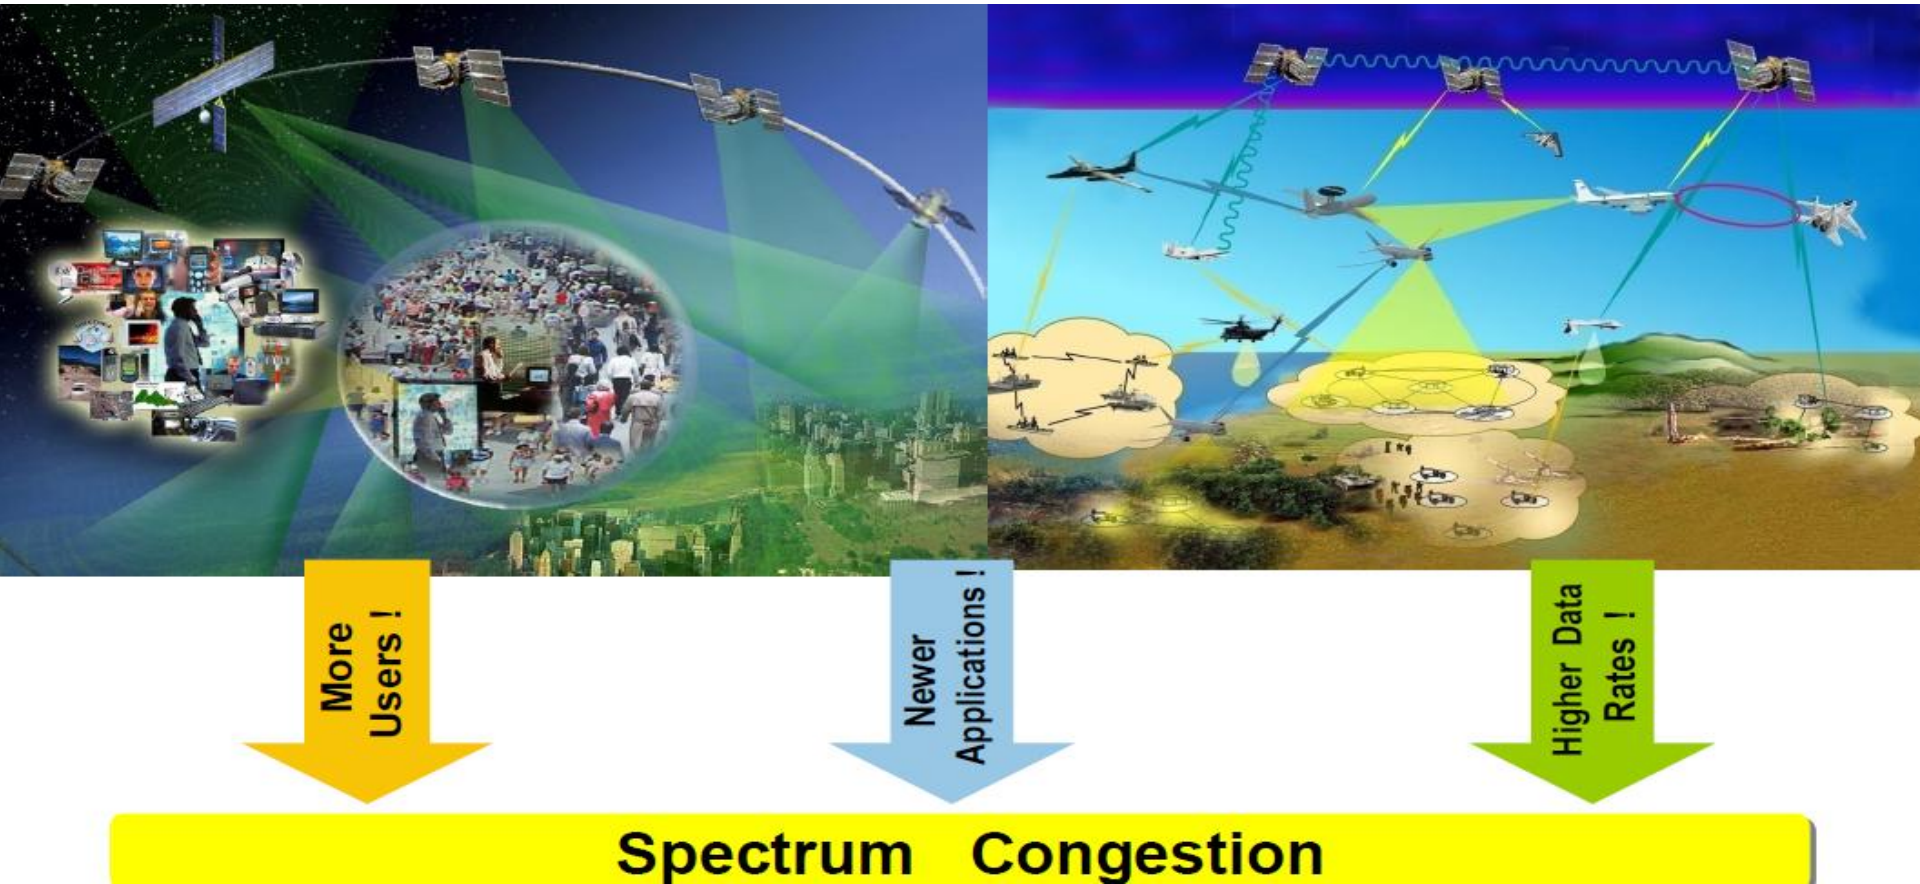 More
Users !
Newer
Applications !
Higher Data
Rates !
Spectrum Congestion